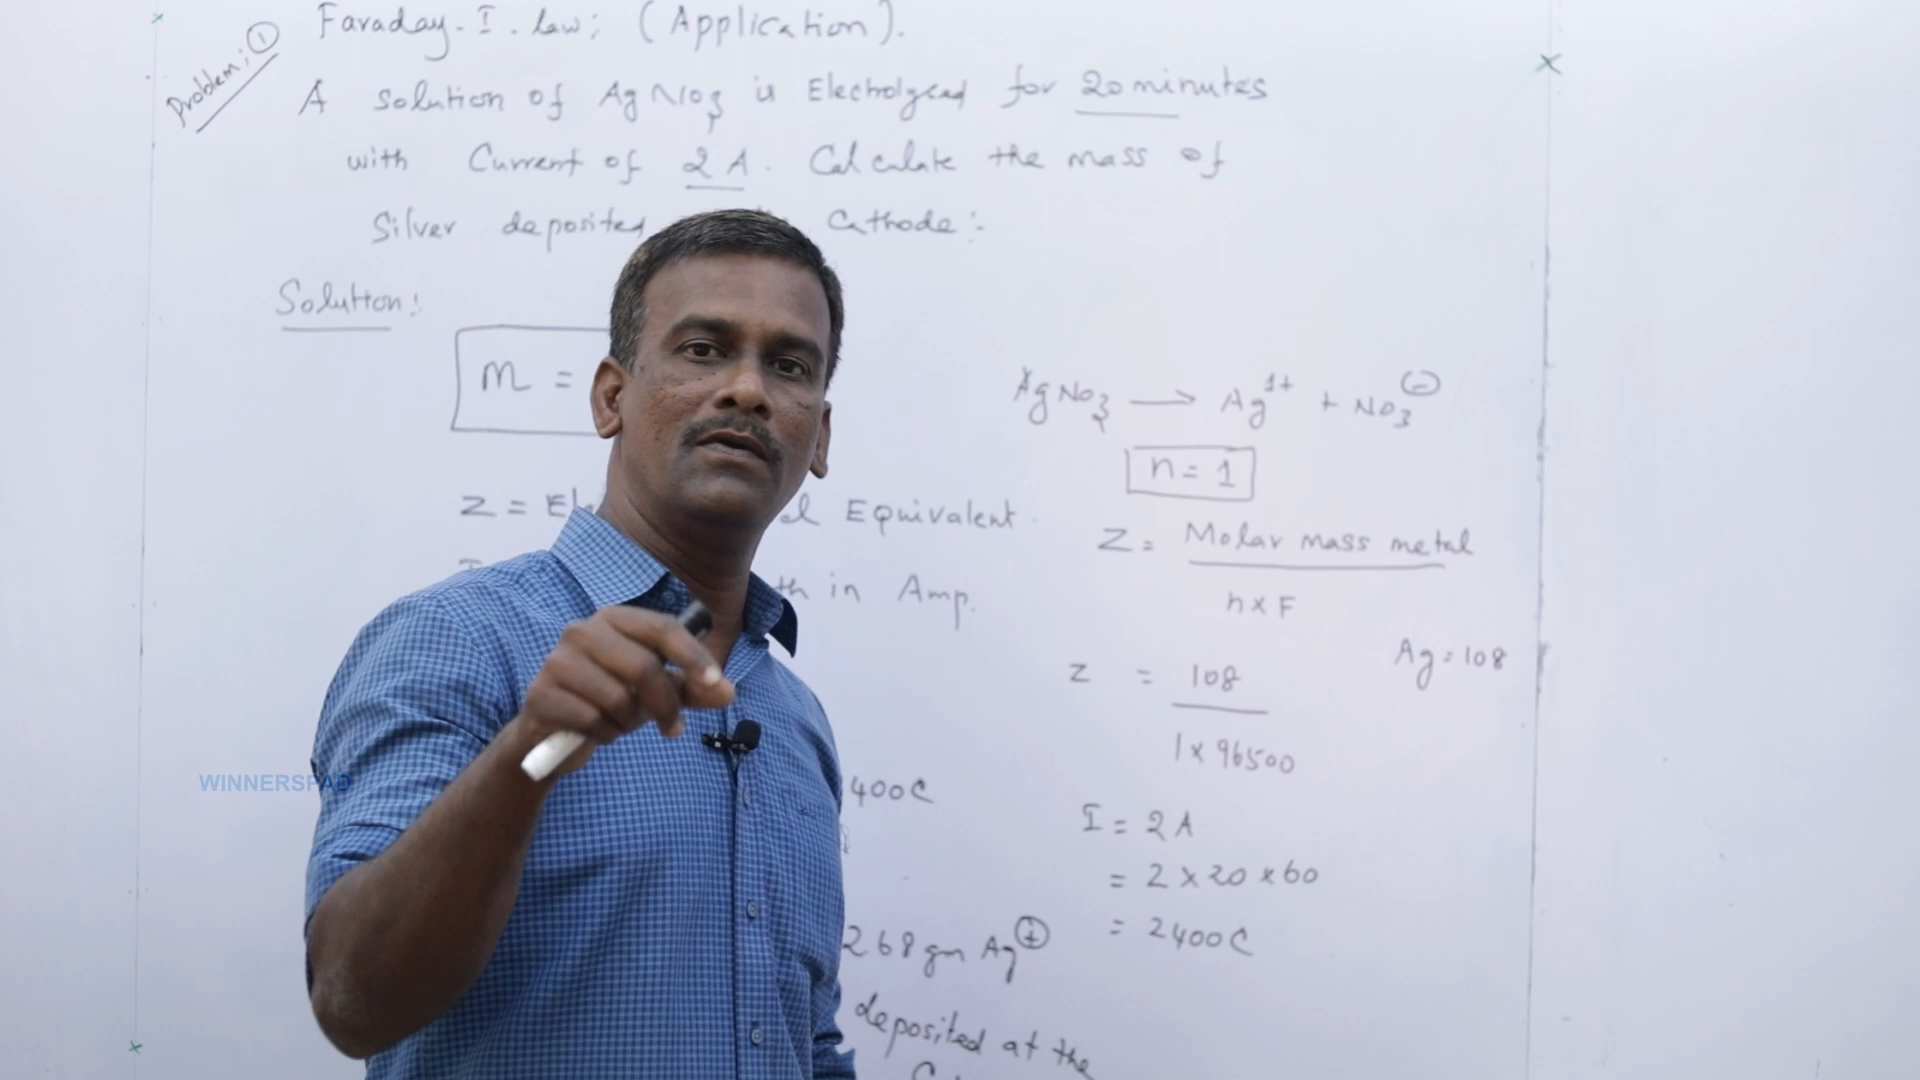 Faraday. I. law; (Application).
Problem; ①
A solution of AgNO3 is Electrolysed for 20 minutes
with Current of 2 A. Calculate the mass of
Silver deposited Cathode:-
Solution:
m =
AgNO3 → Ag1+ + NO3⊖
n = 1
Z = Equivalent
Z = Molar mass metal
n x F
in Amp.
Ag = 108
Z = 108
1 x 96500
WINNERSPAD
400C
I = 2 A
= 2 x 20 x 60
= 2400C
268 gm Ag⊕
deposited at the